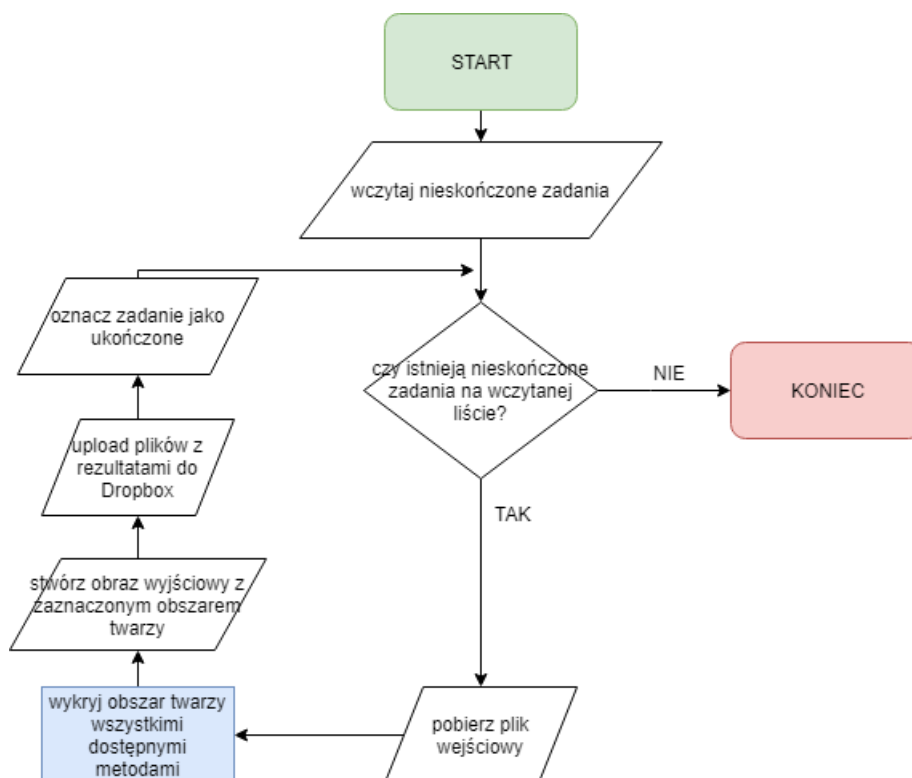 START
wczytaj nieskończone zadania
oznacz zadanie jako
ukończone
czy istnieją nieskończone
zadania na wczytanej
liście?
NIE
KONIEC
upload plików z
rezultatami do
Dropbox
TAK
stwórz obraz wyjściowy z
zaznaczonym obszarem
twarzy
wykryj obszar twarzy
wszystkimi
dostępnymi
metodami
pobierz plik
wejściowy